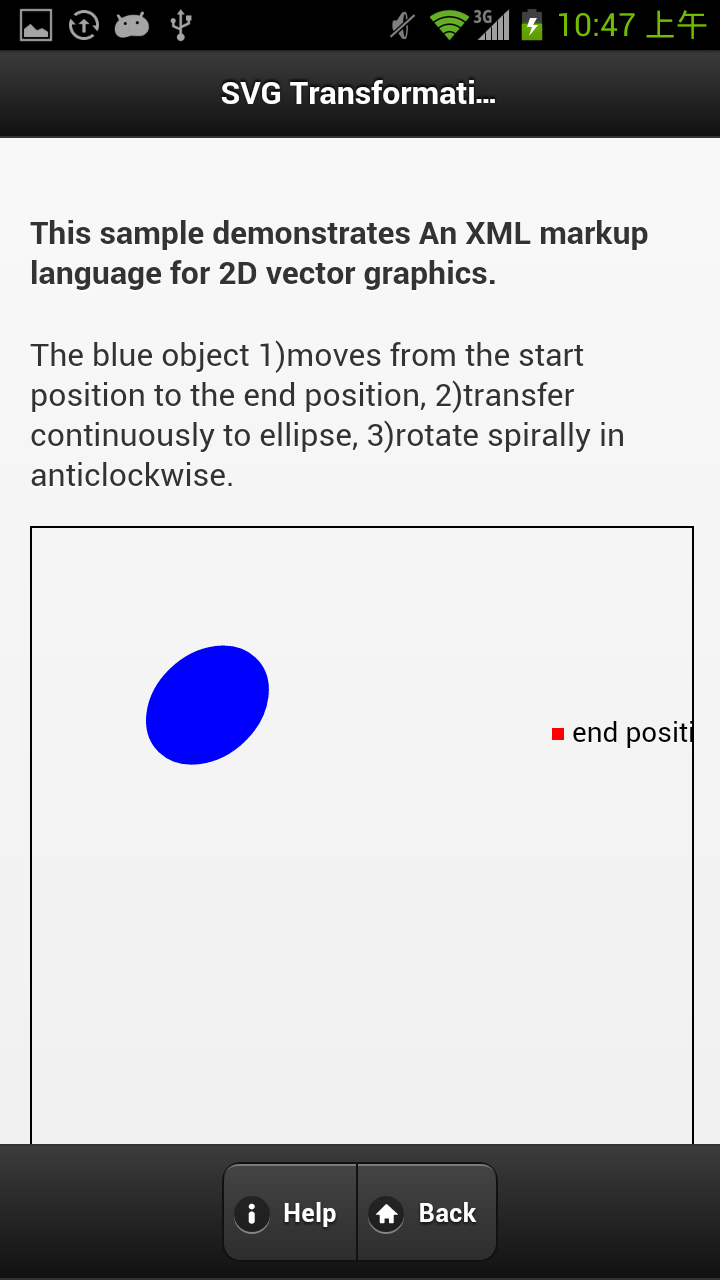 3G 10:47 上午
SVG Transformati...
This sample demonstrates An XML markup
language for 2D vector graphics.
The blue object 1)moves from the start
position to the end position, 2)transfer
continuously to ellipse, 3)rotate spirally in
anticlockwise.
end positi
Help Back